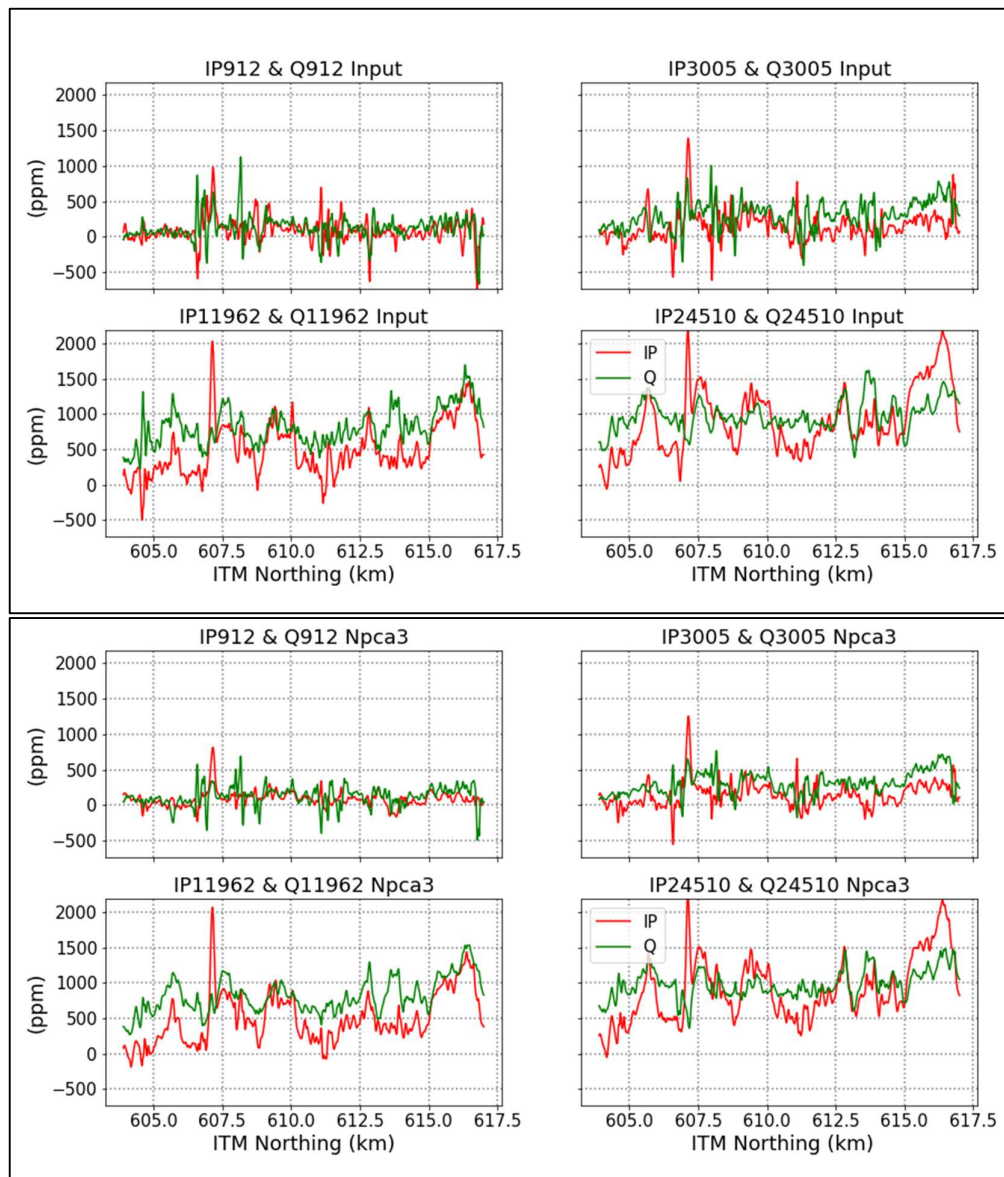 IP912 & Q912 Input
IP3005 & Q3005 Input
2000
1500
1000
500
0
−500
(ppm)
IP11962 & Q11962 Input
IP24510 & Q24510 Input
2000
1500
1000
500
0
−500
(ppm)
IP
Q
605.0 607.5 610.0 612.5 615.0 617.5
605.0 607.5 610.0 612.5 615.0 617.5
ITM Northing (km)
ITM Northing (km)
IP912 & Q912 Npca3
IP3005 & Q3005 Npca3
2000
1500
1000
500
0
−500
(ppm)
IP11962 & Q11962 Npca3
IP24510 & Q24510 Npca3
2000
1500
1000
500
0
−500
(ppm)
IP
Q
605.0 607.5 610.0 612.5 615.0 617.5
605.0 607.5 610.0 612.5 615.0 617.5
ITM Northing (km)
ITM Northing (km)